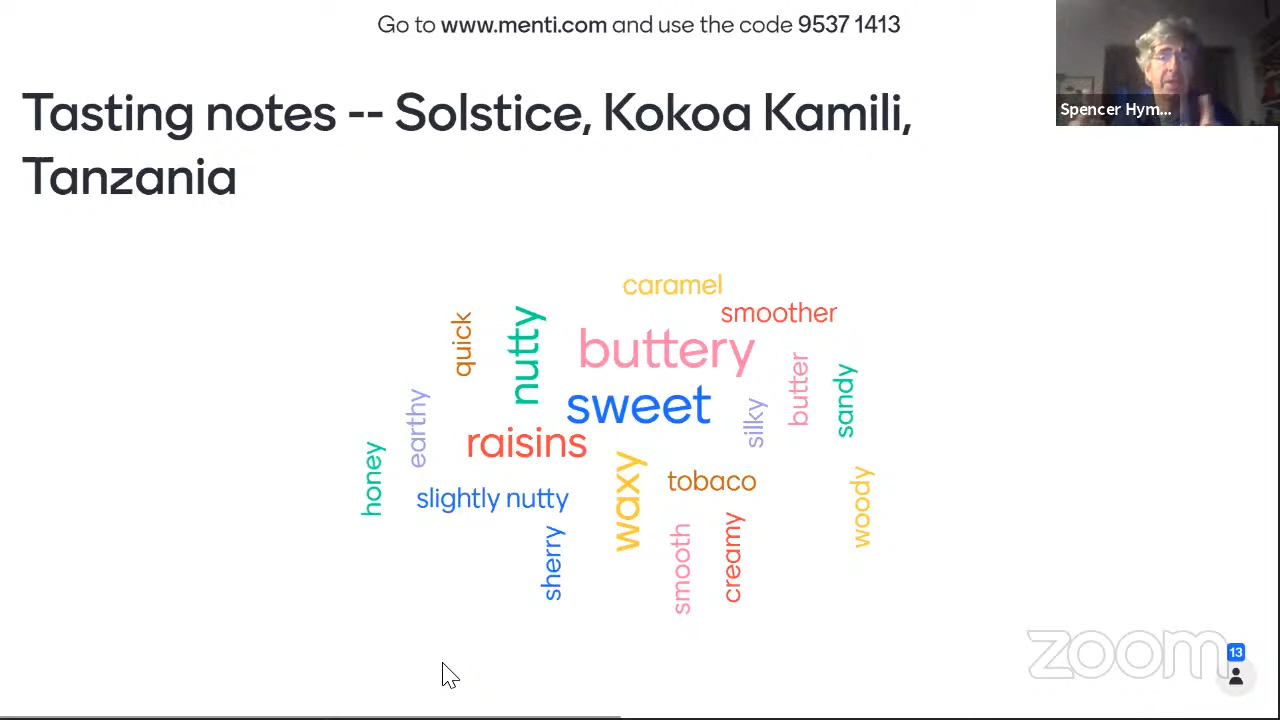 Go to www.menti.com and use the code 9537 1413
Spencer Hym...
Tasting notes -- Solstice, Kokoa Kamili,
Tanzania
caramel
smoother
quick
nutty
buttery
butter
sandy
sweet
silky
earthy
raisins
honey
slightly nutty
waxy
tobaco
woody
sherry
smooth
creamy
zoom
13